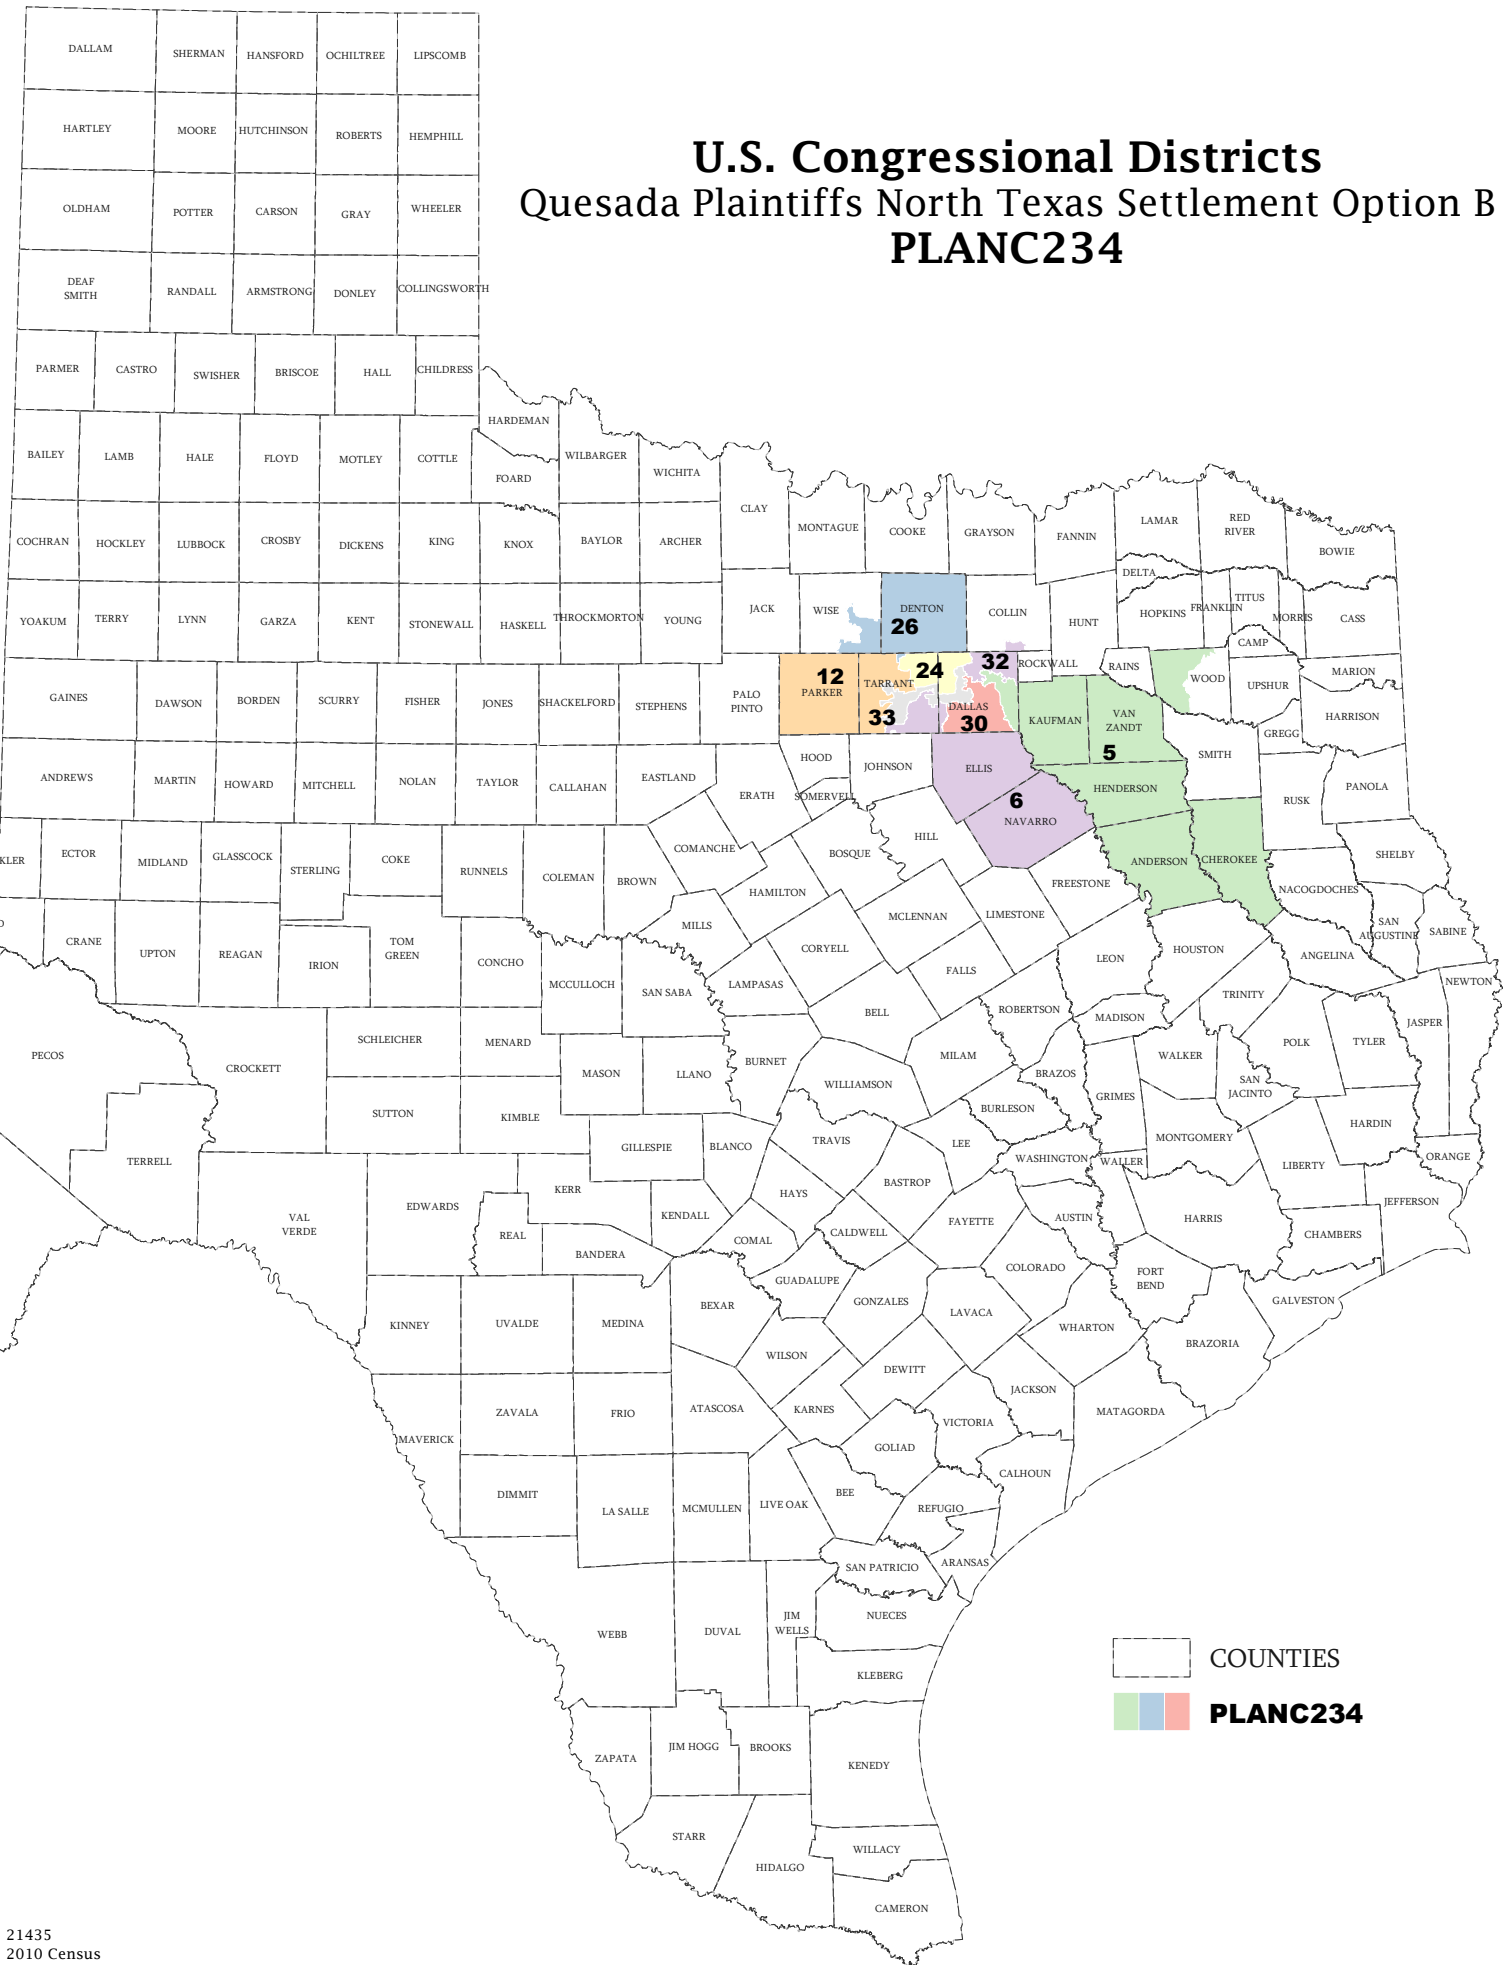 U.S. Congressional Districts
Quesada Plaintiffs North Texas Settlement Option B
PLANC234
DALLAM
SHERMAN
HANSFORD
OCHILTREE
LIPSCOMB
HARTLEY
MOORE
HUTCHINSON
ROBERTS
HEMPHILL
OLDHAM
POTTER
CARSON
GRAY
WHEELER
DEAF
SMITH
RANDALL
ARMSTRONG
DONLEY
COLLINGSWORTH
PARMER
CASTRO
SWISHER
BRISCOE
HALL
CHILDRESS
HARDEMAN
BAILEY
LAMB
HALE
FLOYD
MOTLEY
COTTLE
FOARD
WILBARGER
WICHITA
CLAY
MONTAGUE
COOKE
GRAYSON
FANNIN
LAMAR
RED
RIVER
BOWIE
COCHRAN
HOCKLEY
LUBBOCK
CROSBY
DICKENS
KING
KNOX
BAYLOR
ARCHER
DELTA
YOAKUM
TERRY
LYNN
GARZA
KENT
STONEWALL
HASKELL
THROCKMORTON
YOUNG
JACK
WISE
DENTON
26
COLLIN
HUNT
HOPKINS
FRANKLIN
TITUS
MORRIS
CASS
CAMP
GAINES
DAWSON
BORDEN
SCURRY
FISHER
JONES
SHACKELFORD
STEPHENS
PALO
PINTO
12
PARKER
TARRANT
24
32
ROCKWALL
RAINS
WOOD
UPSHUR
MARION
33
DALLAS
30
KAUFMAN
VAN
ZANDT
5
HARRISON
GREGG
SMITH
ANDREWS
MARTIN
HOWARD
MITCHELL
NOLAN
TAYLOR
CALLAHAN
EASTLAND
ERATH
HOOD
SOMERVELL
JOHNSON
ELLIS
6
NAVARRO
HENDERSON
RUSK
PANOLA
KLER
ECTOR
MIDLAND
GLASSCOCK
STERLING
COKE
RUNNELS
COLEMAN
BROWN
COMANCHE
BOSQUE
HILL
ANDERSON
CHEROKEE
SHELBY
HAMILTON
FREESTONE
NACOGDOCHES
CRANE
UPTON
REAGAN
IRION
TOM
GREEN
CONCHO
MILLS
MCLENNAN
LIMESTONE
SAN
AUGUSTINE
SABINE
MCCULLOCH
SAN SABA
LAMPASAS
CORYELL
FALLS
LEON
HOUSTON
ANGELINA
NEWTON
PECOS
CROCKETT
SCHLEICHER
MENARD
MASON
LLANO
BURNET
BELL
ROBERTSON
MADISON
TRINITY
JASPER
MILAM
BRAZOS
WALKER
POLK
TYLER
WILLIAMSON
GRIMES
SAN
JACINTO
SUTTON
KIMBLE
BURLESON
HARDIN
TERRELL
GILLESPIE
BLANCO
TRAVIS
LEE
WASHINGTON
WALLER
MONTGOMERY
LIBERTY
ORANGE
VAL
VERDE
EDWARDS
KERR
REAL
KENDALL
HAYS
BASTROP
JEFFERSON
BANDERA
COMAL
CALDWELL
FAYETTE
AUSTIN
HARRIS
CHAMBERS
GUADALUPE
COLORADO
FORT
BEND
GALVESTON
KINNEY
UVALDE
MEDINA
BEXAR
GONZALES
LAVACA
WHARTON
BRAZORIA
WILSON
DEWITT
ZAVALA
FRIO
ATASCOSA
KARNES
JACKSON
MATAGORDA
MAVERICK
VICTORIA
GOLIAD
CALHOUN
DIMMIT
LA SALLE
MCMULLEN
LIVE OAK
BEE
REFUGIO
SAN PATRICIO
ARANSAS
WEBB
DUVAL
JIM
WELLS
NUECES
KLEBERG
ZAPATA
JIM HOGG
BROOKS
KENEDY
STARR
HIDALGO
WILLACY
CAMERON
COUNTIES
PLANC234
21435
2010 Census